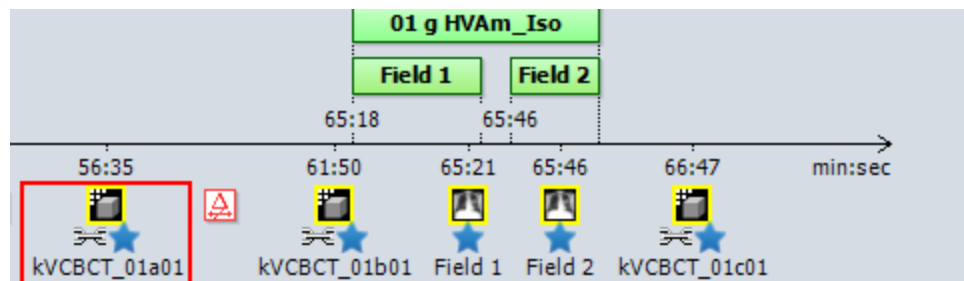 01 g HVAm_Iso
Field 1 Field 2
65:18 65:46
56:35 61:50 65:21 65:46 66:47 min:sec
kVCBCT_01a01 kVCBCT_01b01 Field 1 Field 2 kVCBCT_01c01